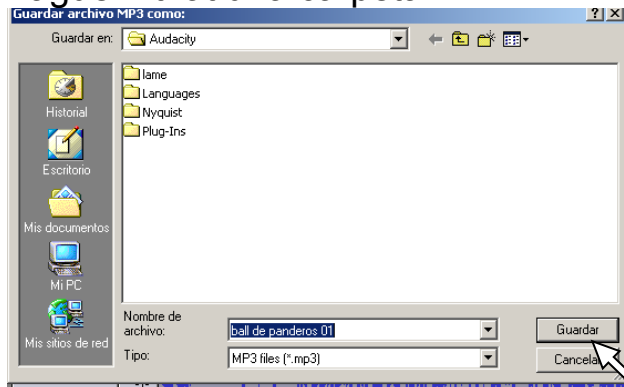 Guardar archivo MP3 como:
Guardar en: Audacity
lame
Languages
Nyquist
Plug-Ins
Historial
Escritorio
Mis documentos
Mi PC
Mis sitios de red
Nombre de archivo: ball de panderos 01 Guardar
Tipo: MP3 files (*.mp3) Cancelar